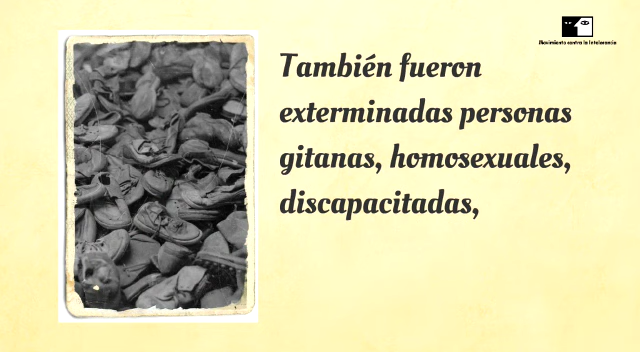 Movimiento contra la Intolerancia
También fueron
exterminadas personas
gitanas, homosexuales,
discapacitadas,